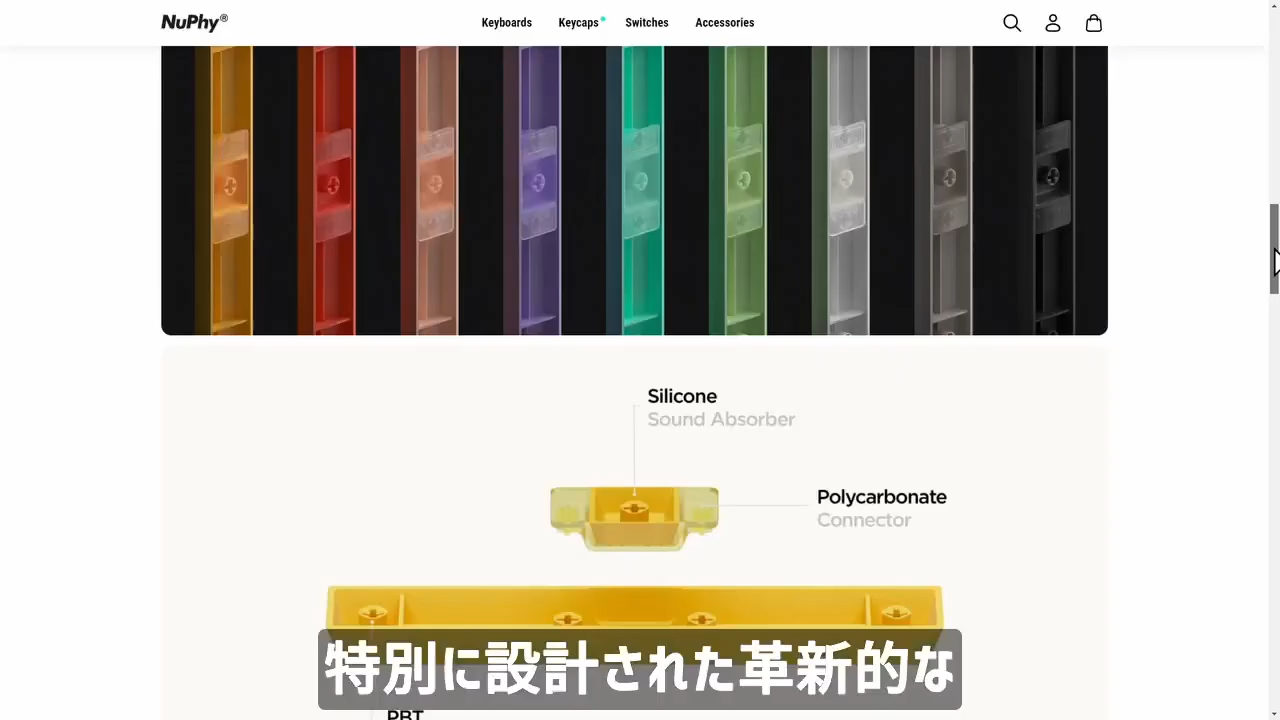 NuPhy®
Keyboards
Keycaps
Switches
Accessories
Silicone
Sound Absorber
Polycarbonate
Connector
特別に設計された革新的な
PBT